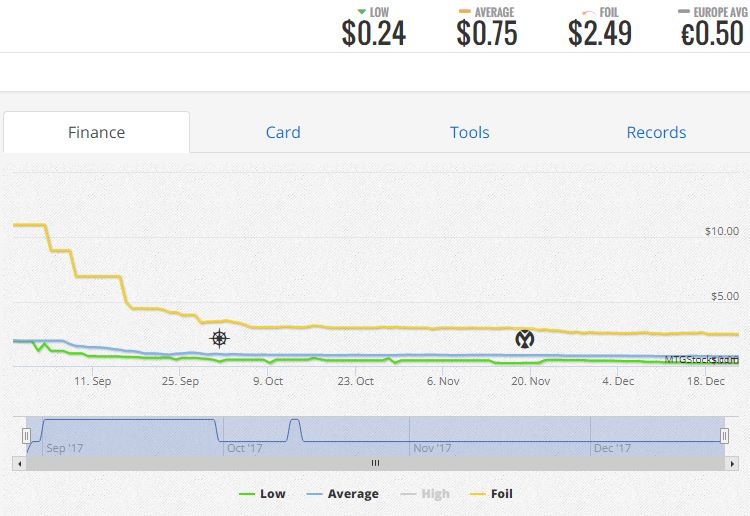 LOW AVERAGE FOIL EUROPE AVG
$0.24 $0.75 $2.49 €0.50
Finance Card Tools Records
$10.00
$5.00
MTGStocks.com $0.00
11. Sep 25. Sep 9. Oct 23. Oct 6. Nov 20. Nov 4. Dec 18. Dec
Sep '17 Oct '17 Nov '17 Dec '17
Low Average High Foil